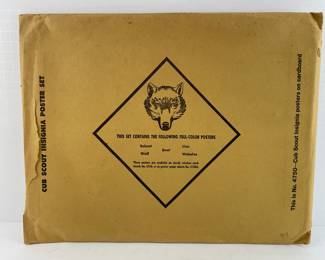 CUB SCOUT INSIGNIA POSTER SET
THIS SET CONTAINS THE FOLLOWING FULL-COLOR POSTERS
Bobcat Lion
Bear
Wolf Webelos
This is No. 4750—Cub Scout Insignia posters on cardboard